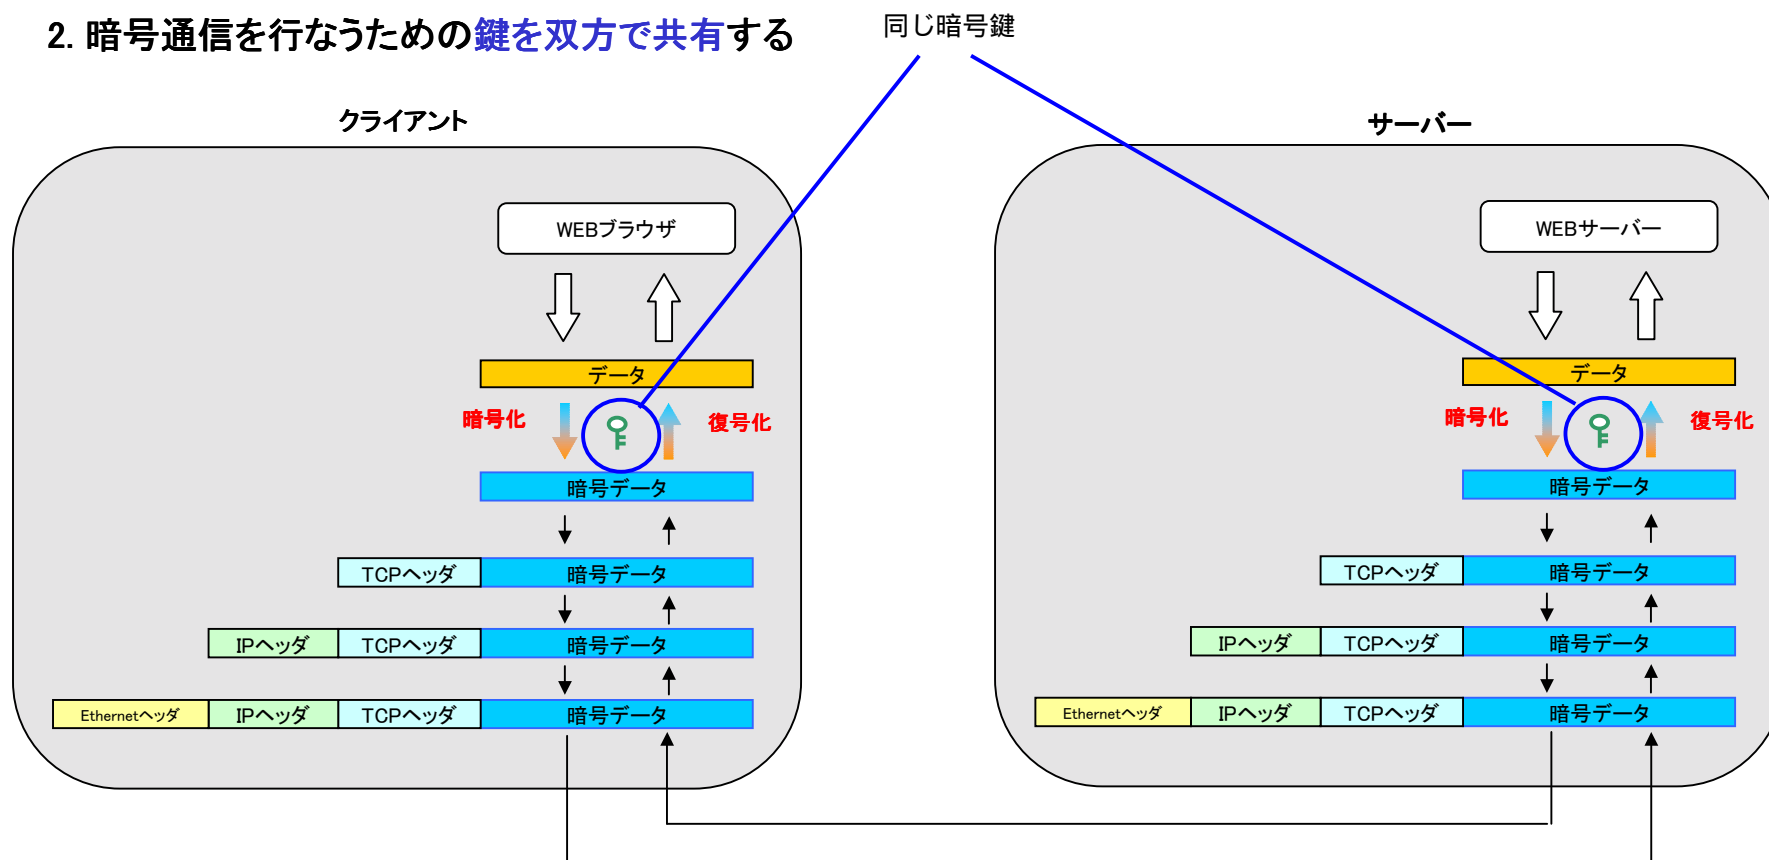 2. 暗号通信を行なうための鍵を双方で共有する
同じ暗号鍵
クライアント
WEBブラウザ
データ
暗号化
復号化
暗号データ
TCPヘッダ 暗号データ
IPヘッダ TCPヘッダ 暗号データ
Ethernetヘッダ IPヘッダ TCPヘッダ 暗号データ
サーバー
WEBサーバー
データ
暗号化
復号化
暗号データ
TCPヘッダ 暗号データ
IPヘッダ TCPヘッダ 暗号データ
Ethernetヘッダ IPヘッダ TCPヘッダ 暗号データ